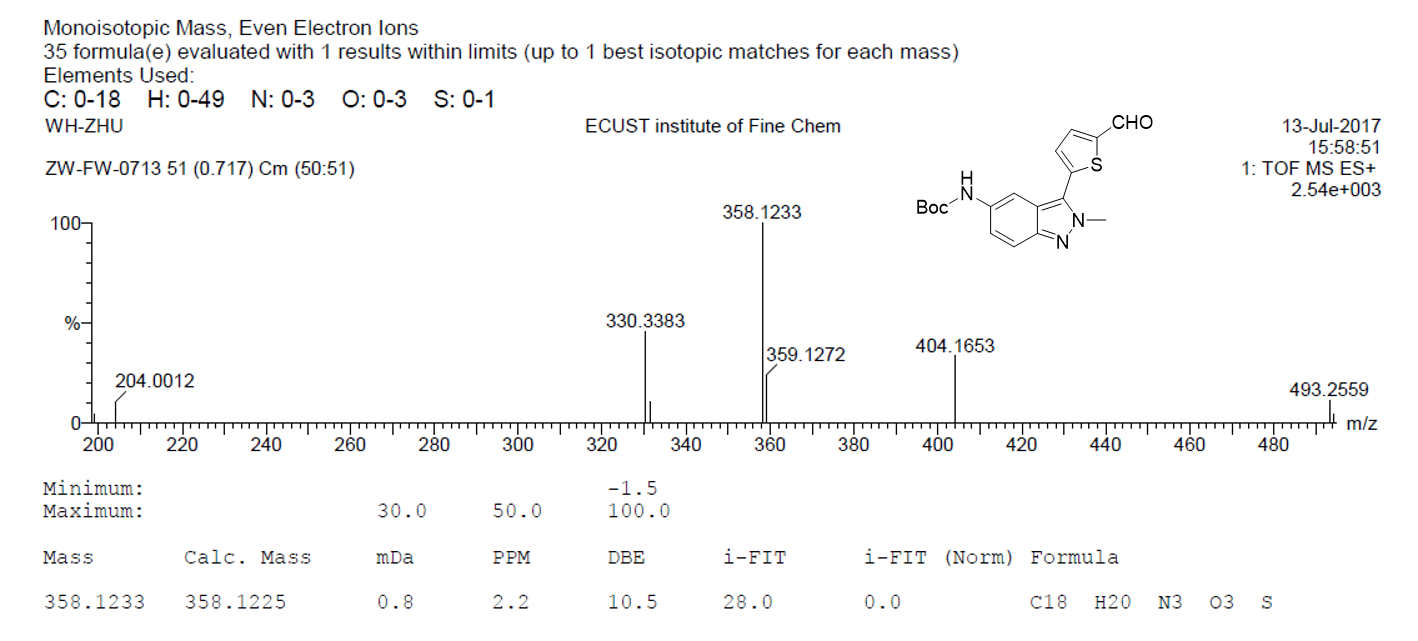 Monoisotopic Mass, Even Electron Ions
35 formula(e) evaluated with 1 results within limits (up to 1 best isotopic matches for each mass)
Elements Used:
C: 0-18 H: 0-49 N: 0-3 O: 0-3 S: 0-1
WH-ZHU ECUST institute of Fine Chem 13-Jul-2017
15:58:51
ZW-FW-0713 51 (0.717) Cm (50:51) 1: TOF MS ES+
2.54e+003
CHO
S
H
N
Boc
N
N
100
%
0
204.0012
330.3383
358.1233
359.1272
404.1653
493.2559
m/z
200 220 240 260 280 300 320 340 360 380 400 420 440 460 480
Minimum: -1.5
Maximum: 30.0 50.0 100.0
Mass Calc. Mass mDa PPM DBE i-FIT i-FIT (Norm) Formula
358.1233 358.1225 0.8 2.2 10.5 28.0 0.0 C18 H20 N3 O3 S